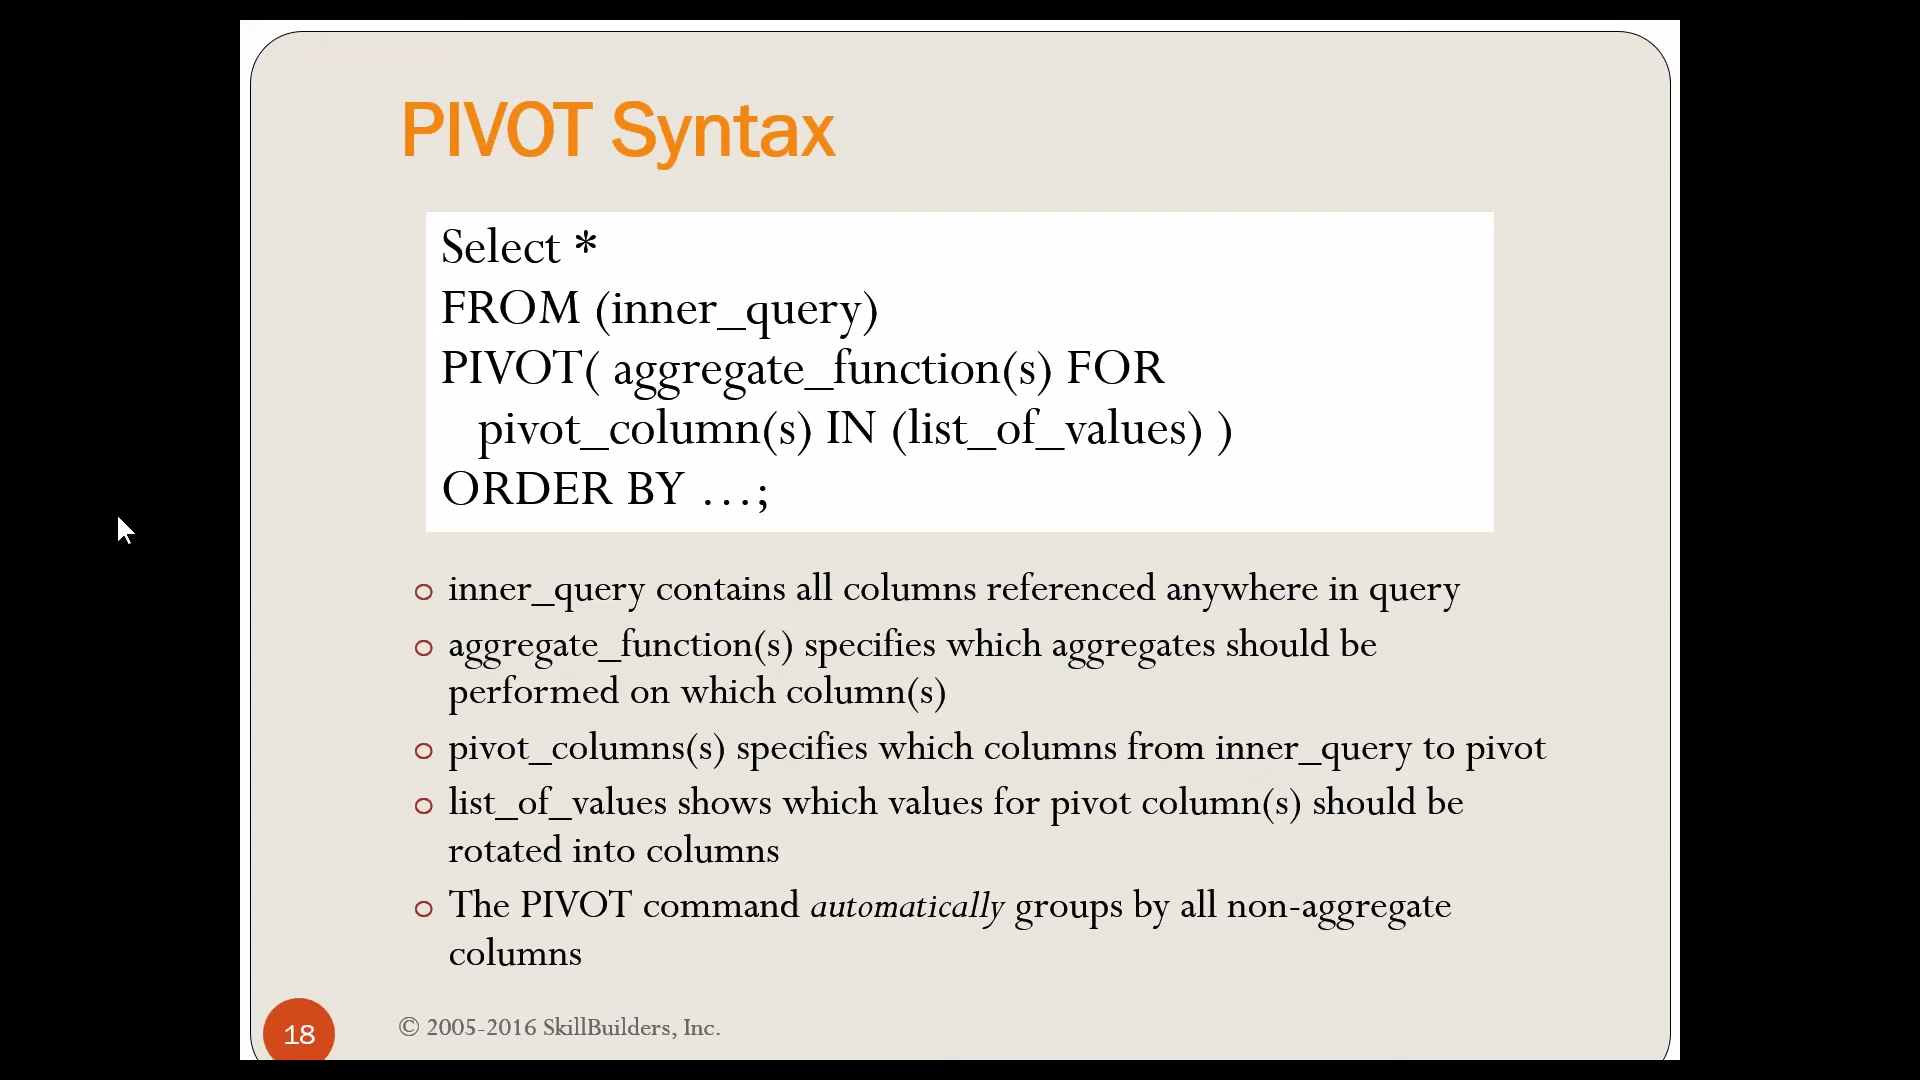 PIVOT Syntax
Select *
FROM (inner_query)
PIVOT( aggregate_function(s) FOR
pivot_column(s) IN (list_of_values) )
ORDER BY …;
inner_query contains all columns referenced anywhere in query
aggregate_function(s) specifies which aggregates should be
performed on which column(s)
pivot_columns(s) specifies which columns from inner_query to pivot
list_of_values shows which values for pivot column(s) should be
rotated into columns
The PIVOT command automatically groups by all non-aggregate
columns
18
© 2005-2016 SkillBuilders, Inc.